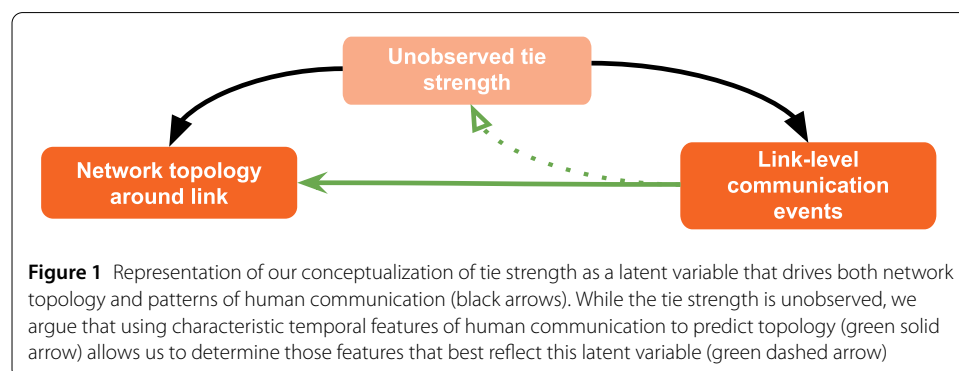 Unobserved tie
strength
Network topology
around link
Link-level
communication
events
Figure 1 Representation of our conceptualization of tie strength as a latent variable that drives both network
topology and patterns of human communication (black arrows). While the tie strength is unobserved, we
argue that using characteristic temporal features of human communication to predict topology (green solid
arrow) allows us to determine those features that best reflect this latent variable (green dashed arrow)